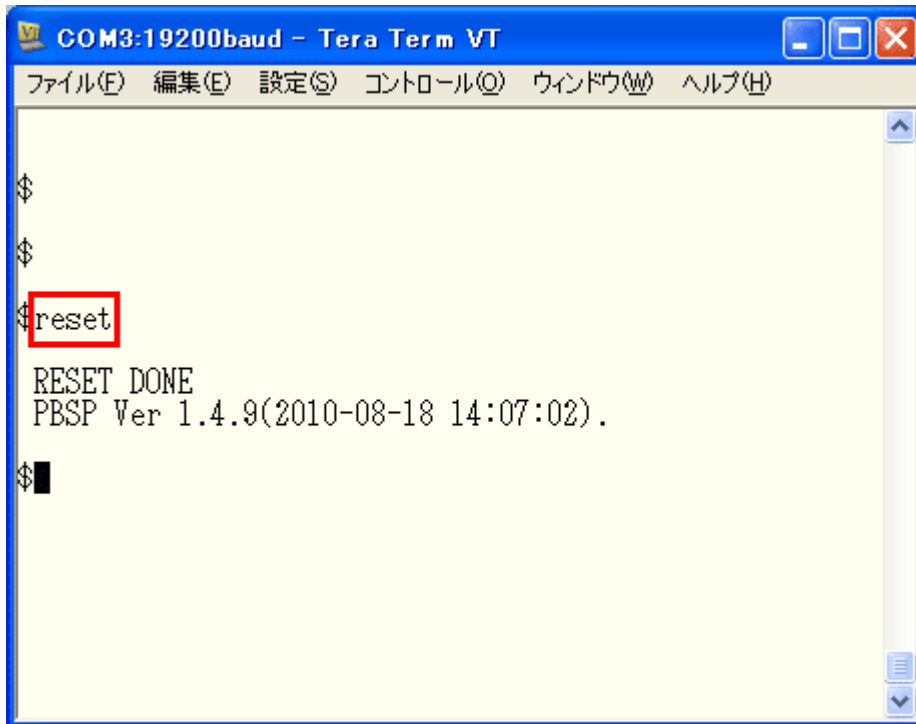 COM3:19200baud - Tera Term VT
ファイル(F) 編集(E) 設定(S) コントロール(O) ウィンドウ(W) ヘルプ(H)
$
$
$reset
RESET DONE
PBSP Ver 1.4.9(2010-08-18 14:07:02).
$